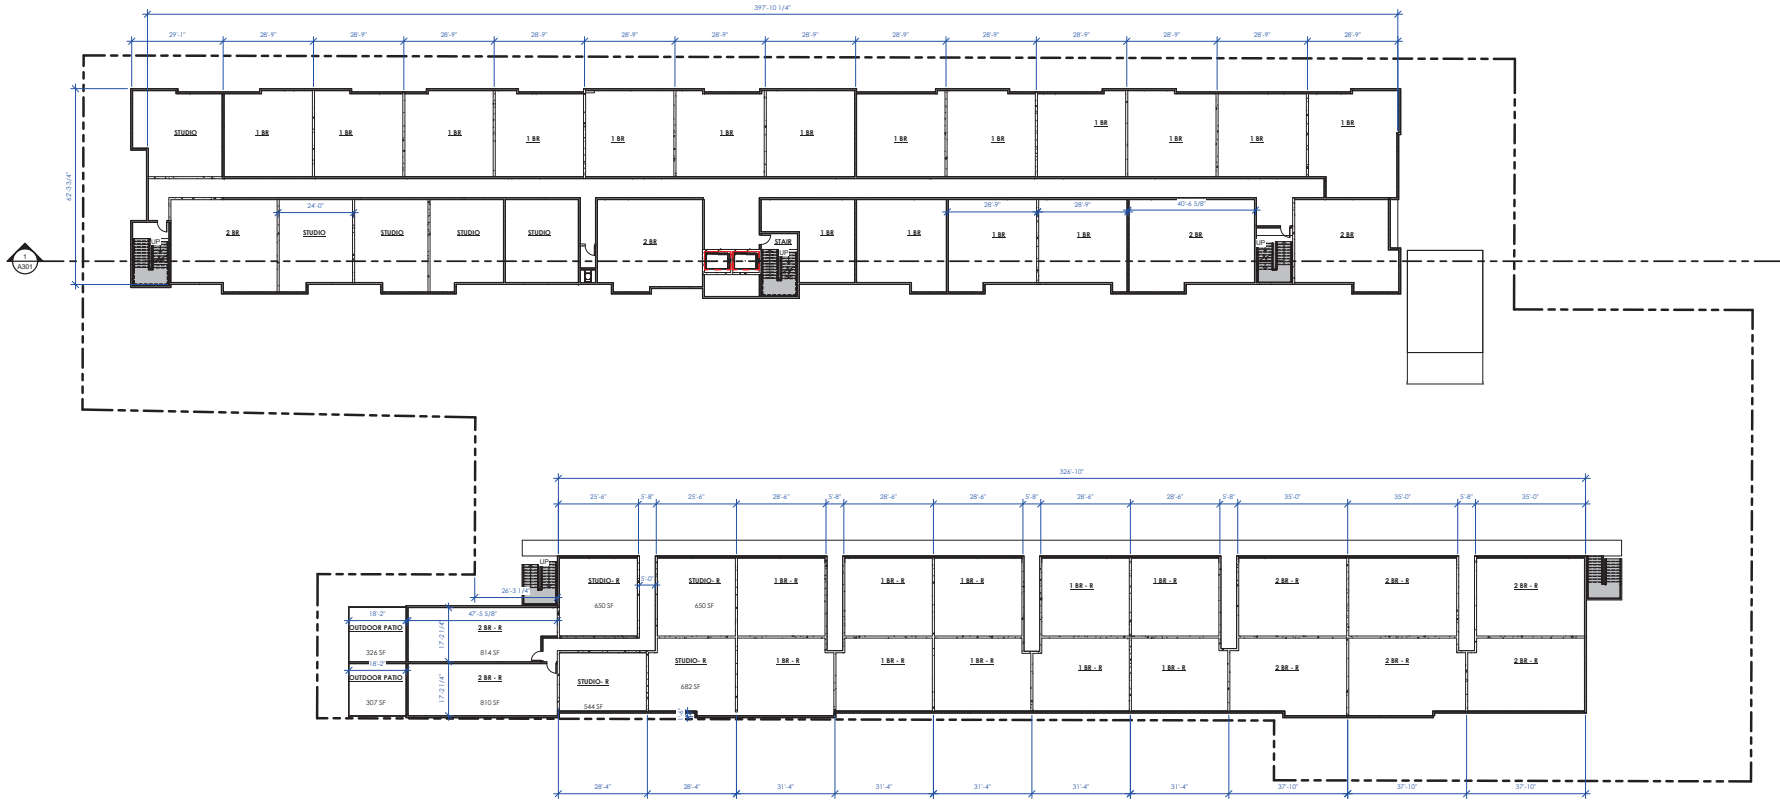 397'-10 1/4"
29'-1" 28'-9" 28'-9" 28'-9" 28'-9" 28'-9" 28'-9" 28'-9" 28'-9" 28'-9" 28'-9" 28'-9" 28'-9" 28'-9"
STUDIO 1 BR 1 BR 1 BR 1 BR 1 BR 1 BR 1 BR 1 BR 1 BR 1 BR 1 BR 1 BR 1 BR
62'-3 3/4"
24'-0" 28'-9" 28'-9" 40'-6 5/8"
2 BR STUDIO STUDIO STUDIO STUDIO 2 BR STAIR 1 BR 1 BR 1 BR 1 BR 2 BR 2 BR
UP UP UP
1
A301
326'-10"
25'-6" 5'-8" 25'-6" 28'-6" 5'-8" 28'-6" 28'-6" 5'-8" 28'-6" 28'-6" 5'-8" 35'-0" 35'-0" 5'-8" 35'-0"
UP
STUDIO- R 5'-0" STUDIO- R 1 BR - R 1 BR - R 1 BR - R 1 BR - R 1 BR - R 2 BR - R 2 BR - R 2 BR - R
26'-3 1/4"
650 SF 650 SF
18'-2" 47'-5 5/8"
OUTDOOR PATIO 2 BR - R 17'-2 1/4"
326 SF 814 SF
18'-2"
STUDIO- R 1 BR - R 1 BR - R 1 BR - R 1 BR - R 1 BR - R 2 BR - R 2 BR - R 2 BR - R
OUTDOOR PATIO 2 BR - R 17'-2 1/4" STUDIO- R 682 SF
307 SF 810 SF 544 SF
28'-4" 28'-4" 31'-4" 31'-4" 31'-4" 31'-4" 31'-4" 37'-10" 37'-10" 37'-10"